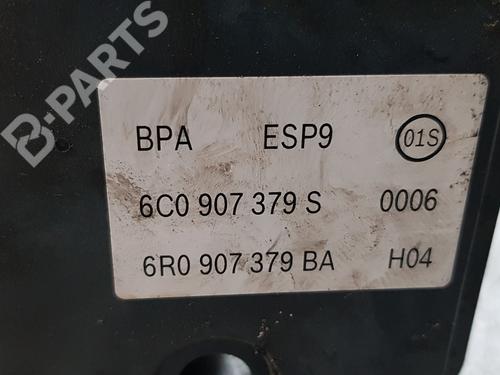 B-PARTS
BPA ESP9 01S
6C0 907 379 S 0006
6R0 907 379 BA H04